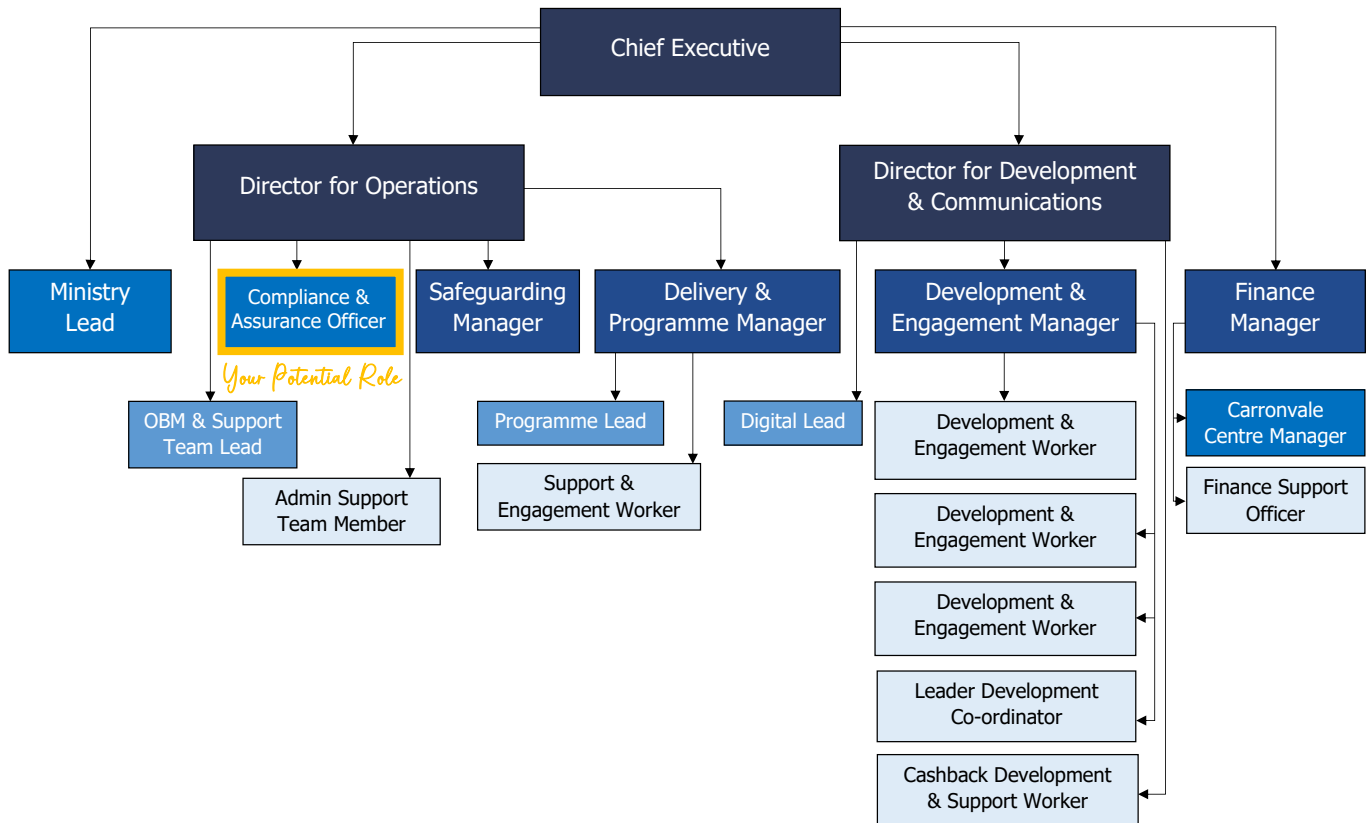 Chief Executive
Director for Operations
Director for Development
& Communications
Ministry
Lead
Compliance &
Assurance Officer
Safeguarding
Manager
Delivery &
Programme Manager
Development &
Engagement Manager
Finance
Manager
Your Potential Role
OBM & Support
Team Lead
Programme Lead
Digital Lead
Development &
Engagement Worker
Carronvale
Centre Manager
Admin Support
Team Member
Support &
Engagement Worker
Finance Support
Officer
Development &
Engagement Worker
Development &
Engagement Worker
Leader Development
Co-ordinator
Cashback Development
& Support Worker